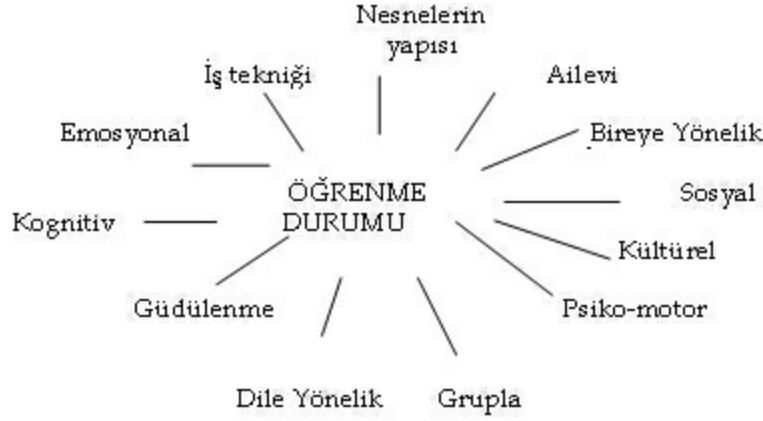 Nesnelerin
yapısı
İş tekniği
Ailevi
Emosyonal
Bireye Yönelik
ÖĞRENME
DURUMU
Sosyal
Kognitiv
Kültürel
Güdülenme
Psiko-motor
Dile Yönelik
Grupla